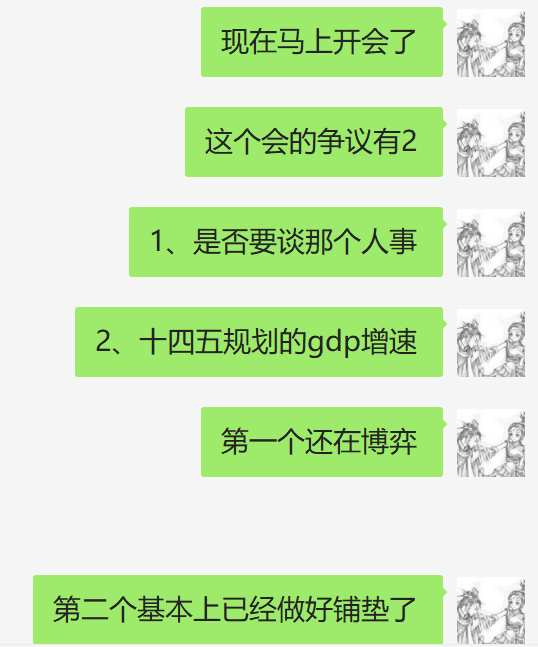 现在马上开会了
这个会的争议有2
1、是否要谈那个人事
2、十四五规划的gdp增速
第一个还在博弈
第二个基本上已经做好铺垫了